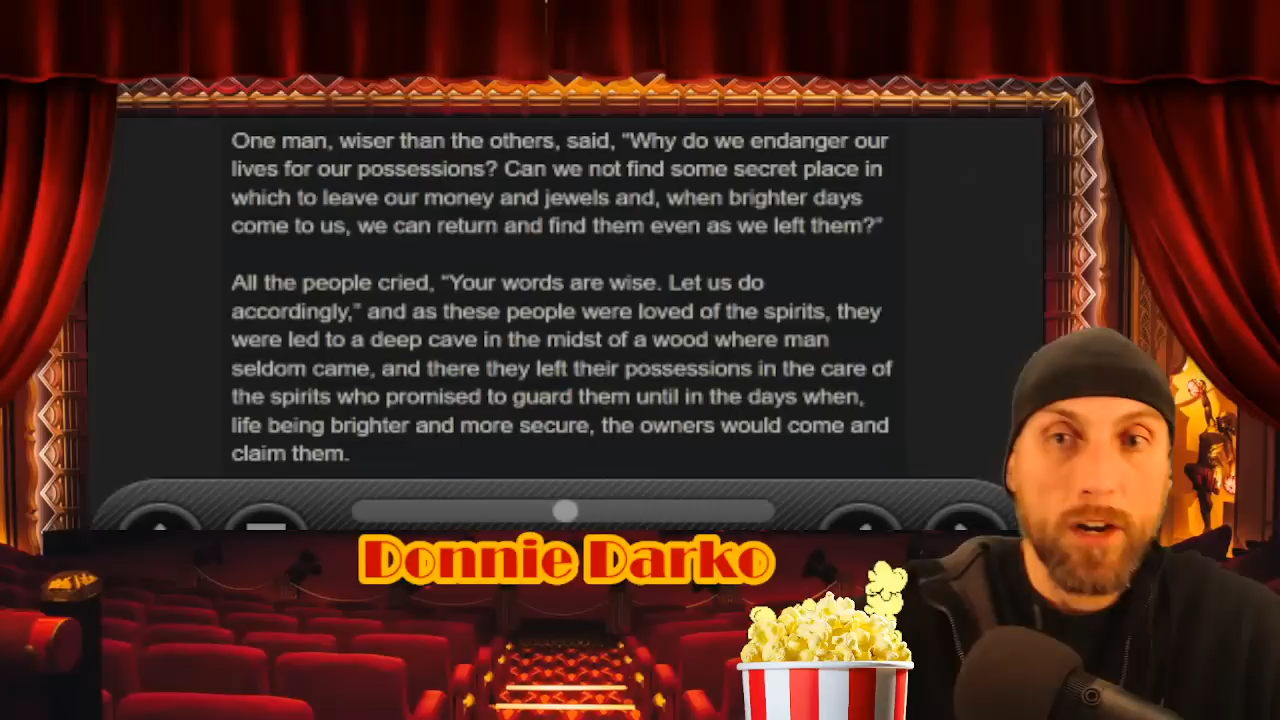 One man, wiser than the others, said, "Why do we endanger our
lives for our possessions? Can we not find some secret place in
which to leave our money and jewels and, when brighter days
come to us, we can return and find them even as we left them?"
All the people cried, "Your words are wise. Let us do
accordingly," and as these people were loved of the spirits, they
were led to a deep cave in the midst of a wood where man
seldom came, and there they left their possessions in the care of
the spirits who promised to guard them until in the days when,
life being brighter and more secure, the owners would come and
claim them.
Donnie Darko